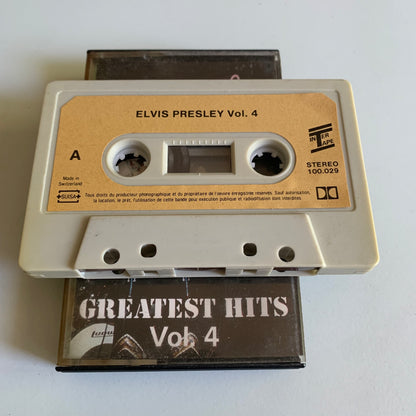 ELVIS PRESLEY Vol. 4
INTER
TAPE
A
STEREO
100.029
Made in
Switzerland
SUISA
Tous droits du producteur phonographique et du propriétaire de l'œuvre enregistrée réservés. Sauf autorisation,
la location, le prêt, l'utilisation de cette bande pour exécution publique et radiodiffusion sont interdites.
GREATEST HITS
Vol. 4